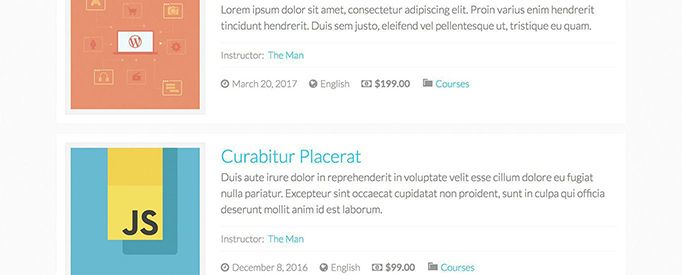 Lorem ipsum dolor sit amet, consectetur adipiscing elit. Proin varius enim hendrerit
tincidunt hendrerit. Duis sem justo, eleifend vel pellentesque ut, tristique eu quam.
Instructor: The Man
March 20, 2017 English $199.00 Courses
Curabitur Placerat
Duis aute irure dolor in reprehenderit in voluptate velit esse cillum dolore eu fugiat
nulla pariatur. Excepteur sint occaecat cupidatat non proident, sunt in culpa qui officia
deserunt mollit anim id est laborum.
JS
Instructor: The Man
December 8, 2016 English $99.00 Courses